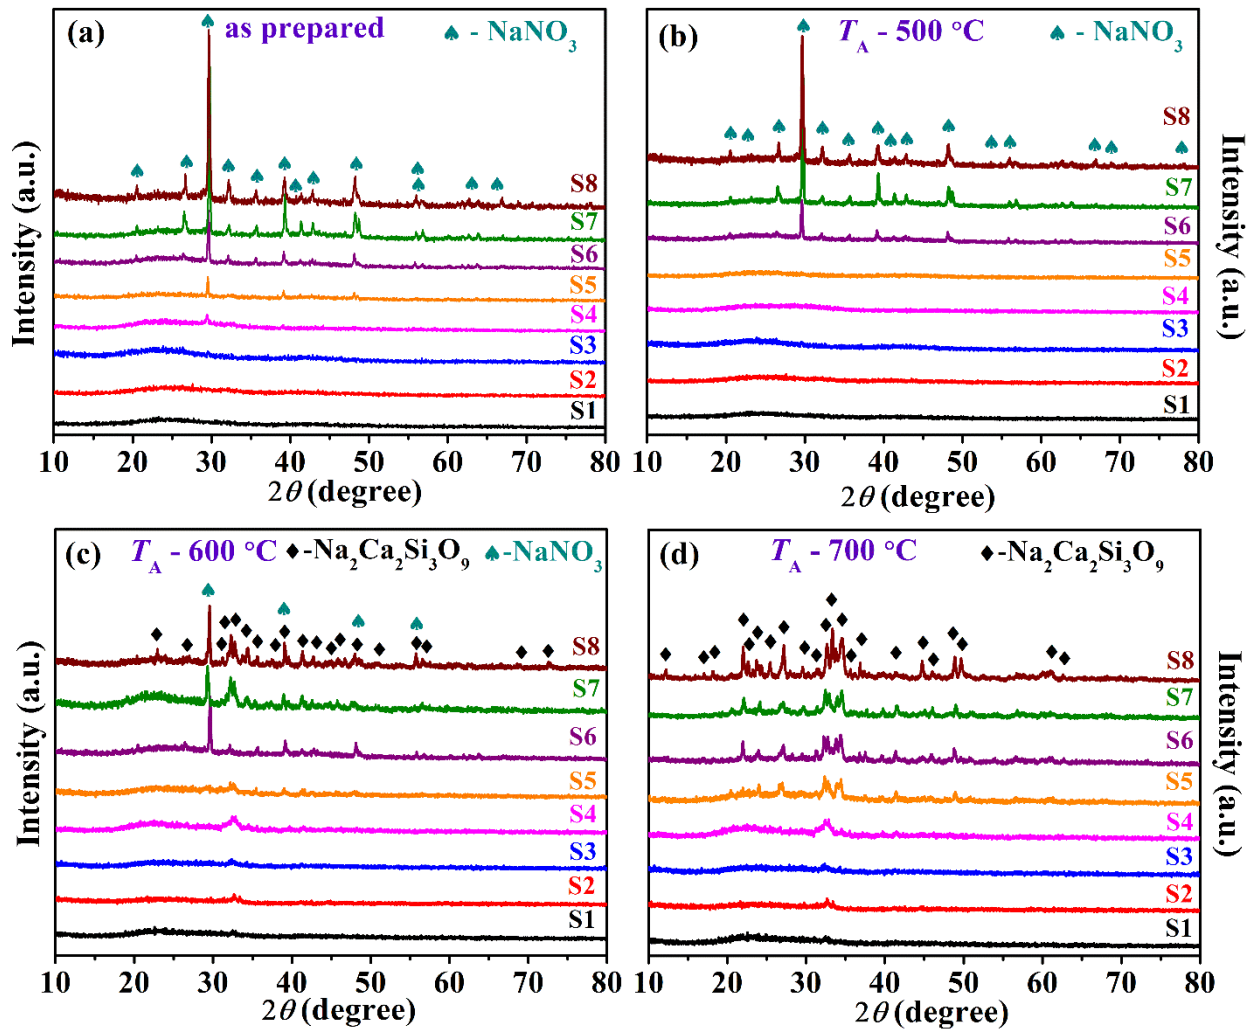 (a) as prepared ♠ - NaNO₃
S8
S7
S6
S5
S4
S3
S2
S1
10 20 30 40 50 60 70 80
2θ (degree)
Intensity (a.u.)
(b) T_A - 500 °C ♠ - NaNO₃
S8
S7
S6
S5
S4
S3
S2
S1
10 20 30 40 50 60 70 80
2θ (degree)
Intensity (a.u.)
(c) T_A - 600 °C ♦-Na₂Ca₂Si₃O₉ ♠-NaNO₃
S8
S7
S6
S5
S4
S3
S2
S1
10 20 30 40 50 60 70 80
2θ (degree)
Intensity (a.u.)
(d) T_A - 700 °C ♦-Na₂Ca₂Si₃O₉
S8
S7
S6
S5
S4
S3
S2
S1
10 20 30 40 50 60 70 80
2θ (degree)
Intensity (a.u.)